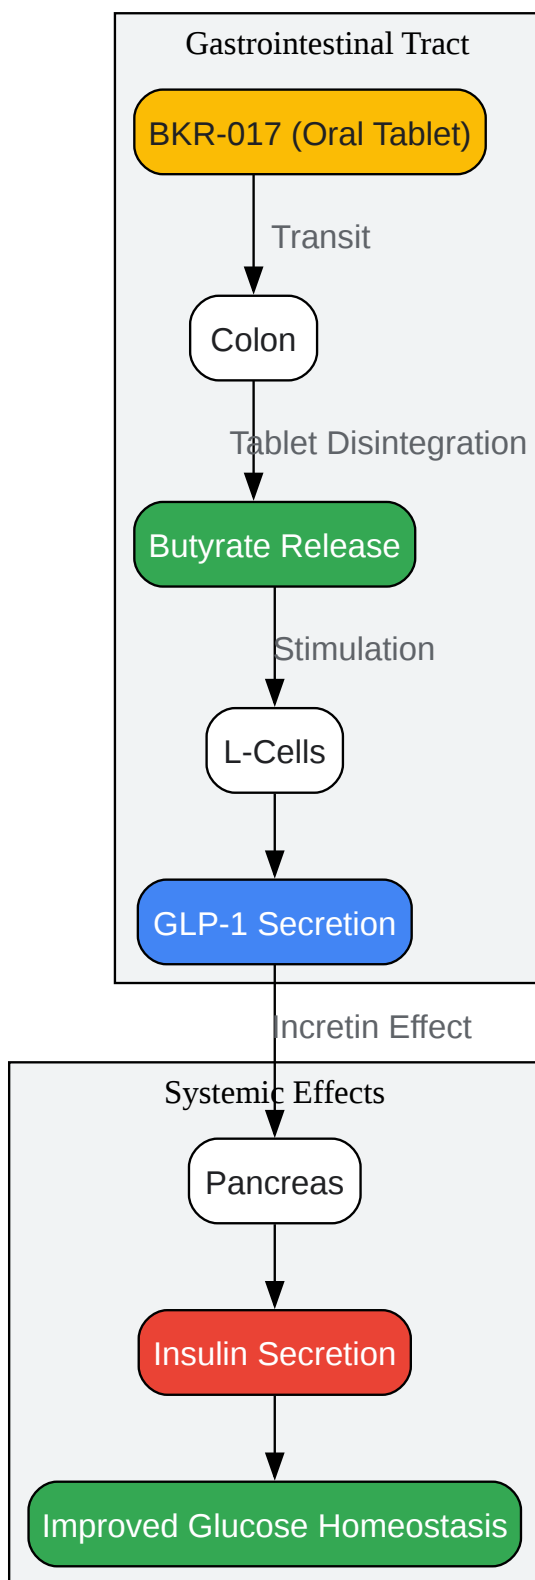 Gastrointestinal Tract
BKR-017 (Oral Tablet)
Transit
Colon
Tablet Disintegration
Butyrate Release
Stimulation
L-Cells
GLP-1 Secretion
Incretin Effect
Systemic Effects
Pancreas
Insulin Secretion
Improved Glucose Homeostasis